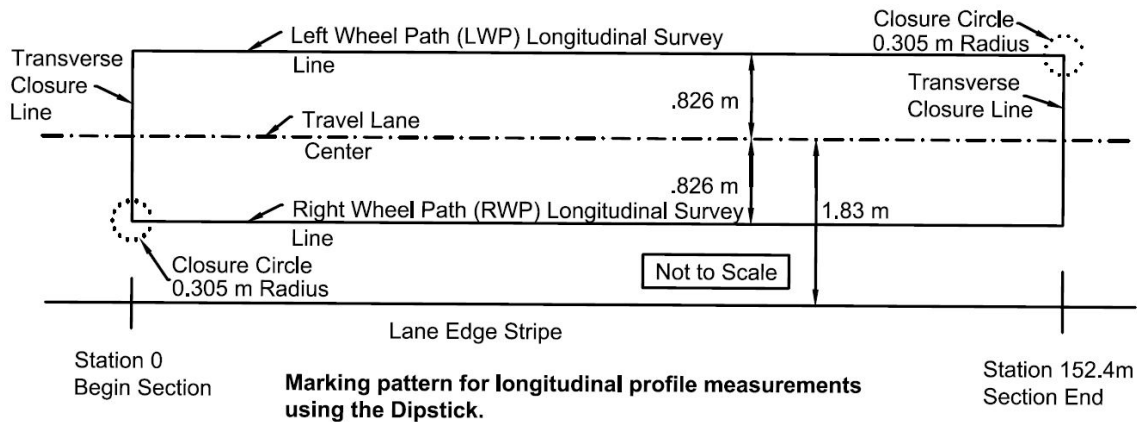 Left Wheel Path (LWP) Longitudinal Survey
Line
Closure Circle
0.305 m Radius
Transverse
Closure
Line
.826 m
Transverse
Closure Line
Travel Lane
Center
.826 m
Right Wheel Path (RWP) Longitudinal Survey
Line
1.83 m
Closure Circle
0.305 m Radius
Not to Scale
Lane Edge Stripe
Station 0
Begin Section
Station 152.4m
Section End
Marking pattern for longitudinal profile measurements
using the Dipstick.